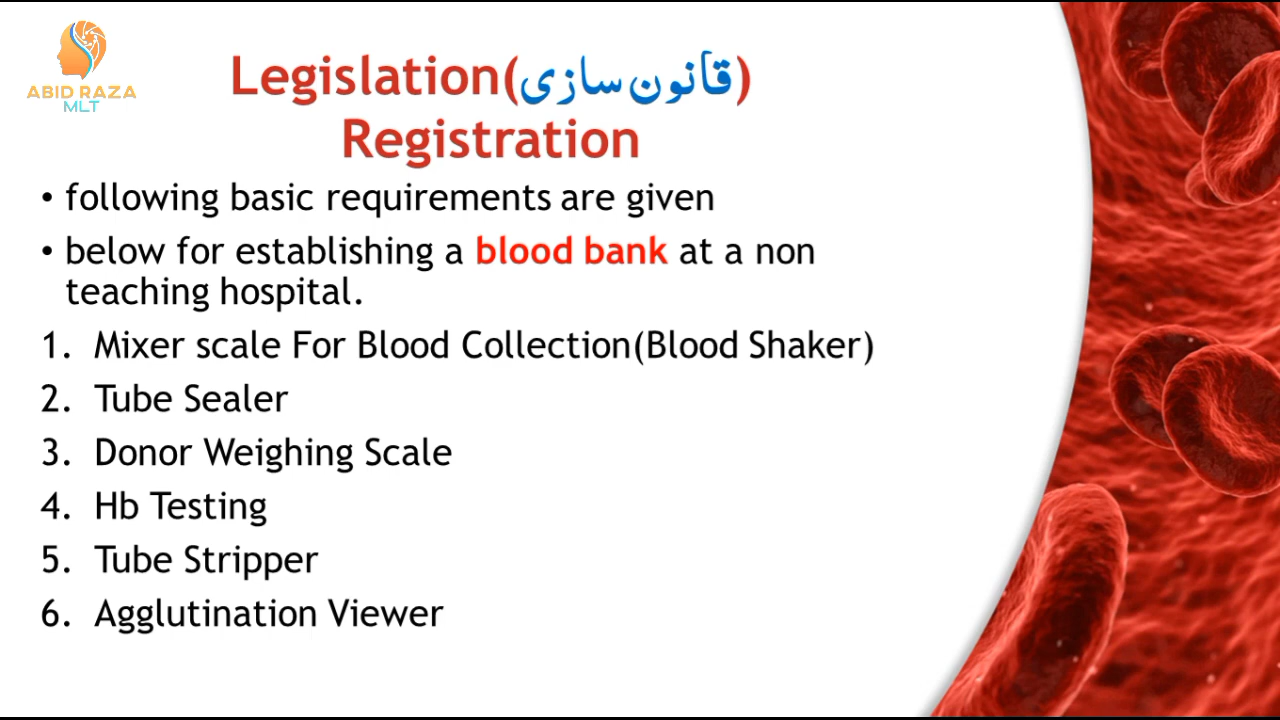 ABID RAZA
MLT
Legislation(قانون سازی)
Registration
• following basic requirements are given
• below for establishing a blood bank at a non
teaching hospital.
1. Mixer scale For Blood Collection(Blood Shaker)
2. Tube Sealer
3. Donor Weighing Scale
4. Hb Testing
5. Tube Stripper
6. Agglutination Viewer